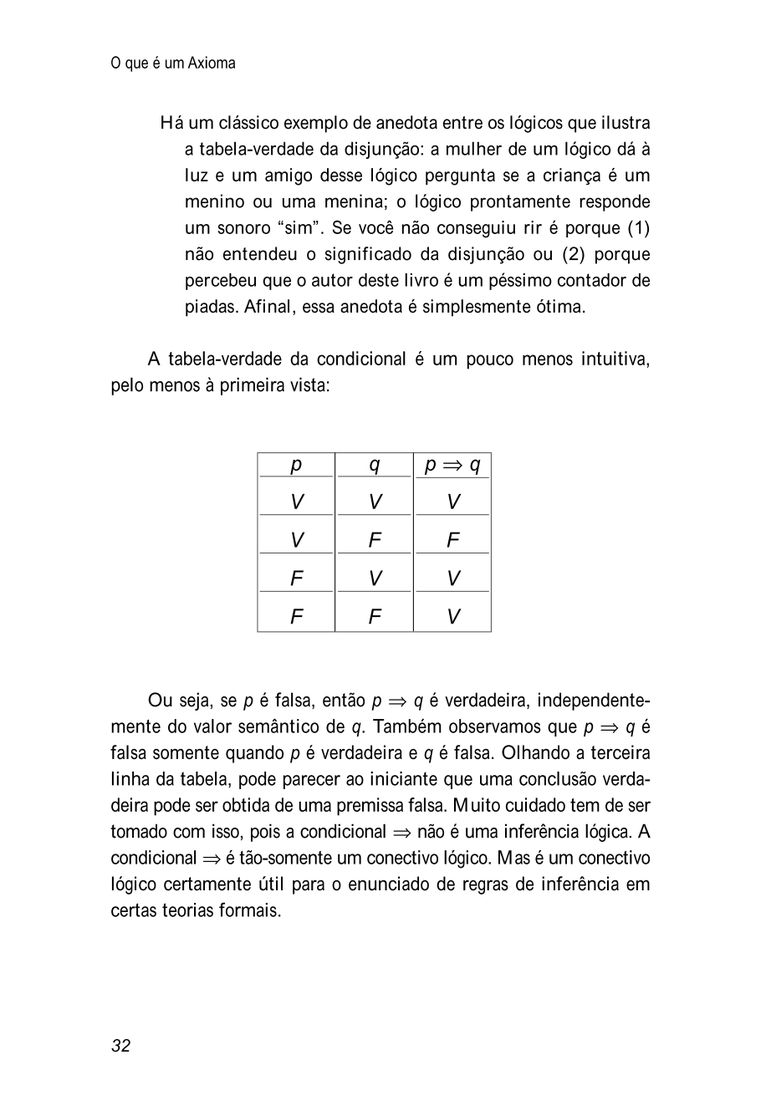 O que é um Axioma
Há um clássico exemplo de anedota entre os lógicos que ilustra
a tabela-verdade da disjunção: a mulher de um lógico dá à
luz e um amigo desse lógico pergunta se a criança é um
menino ou uma menina; o lógico prontamente responde
um sonoro “sim”. Se você não conseguiu rir é porque (1)
não entendeu o significado da disjunção ou (2) porque
percebeu que o autor deste livro é um péssimo contador de
piadas. Afinal, essa anedota é simplesmente ótima.
A tabela-verdade da condicional é um pouco menos intuitiva,
pelo menos à primeira vista:
p q p ⇒ q
V V V
V F F
F V V
F F V
Ou seja, se p é falsa, então p ⇒ q é verdadeira, independente-
mente do valor semântico de q. Também observamos que p ⇒ q é
falsa somente quando p é verdadeira e q é falsa. Olhando a terceira
linha da tabela, pode parecer ao iniciante que uma conclusão verda-
deira pode ser obtida de uma premissa falsa. Muito cuidado tem de ser
tomado com isso, pois a condicional ⇒ não é uma inferência lógica. A
condicional ⇒ é tão-somente um conectivo lógico. Mas é um conectivo
lógico certamente útil para o enunciado de regras de inferência em
certas teorias formais.
32